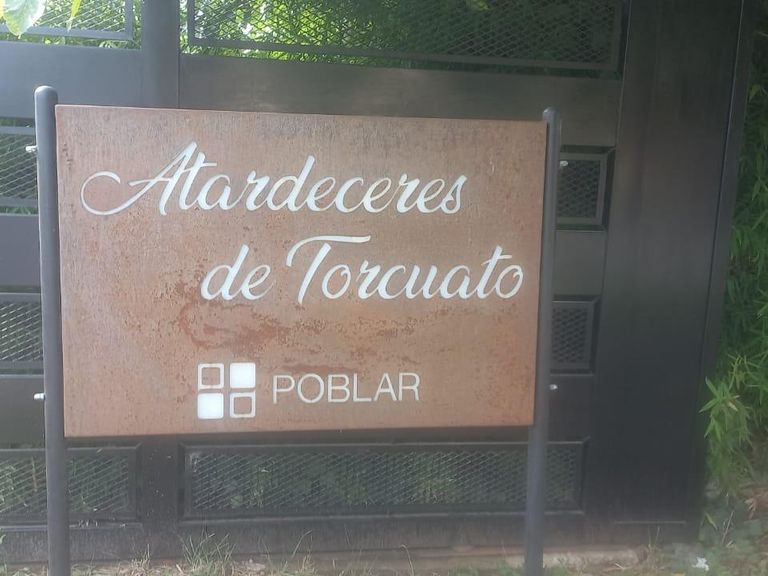 Atardeceres
de Torcuato
POBLAR